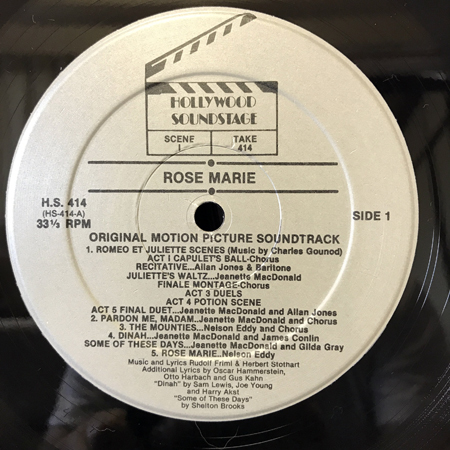 HOLLYWOOD
SOUNDSTAGE
SCENE
1
TAKE
414
ROSE MARIE
H.S. 414
(HS-414-A)
33⅓ RPM
SIDE 1
ORIGINAL MOTION PICTURE SOUNDTRACK
1. ROMEO ET JULIETTE SCENES (Music by Charles Gounod)
ACT I CAPULET'S BALL-Chorus
RECITATIVE...Allan Jones & Baritone
JULIETTE'S WALTZ...Jeanette MacDonald
FINALE MONTAGE-Chorus
ACT 3 DUELS
ACT 4 POTION SCENE
ACT 5 FINAL DUET...Jeanette MacDonald and Allan Jones
2. PARDON ME, MADAM..Jeanette MacDonald and Chorus
3. THE MOUNTIES...Nelson Eddy and Chorus
4. DINAH...Jeanette MacDonald and James Conlin
SOME OF THESE DAYS...Jeanette MacDonald and Gilda Gray
5. ROSE MARIE..Nelson Eddy
Music and Lyrics Rudolf Friml & Herbert Stothart
Additional Lyrics by Oscar Hammerstein,
Otto Harbach and Gus Kahn
"Dinah" by Sam Lewis, Joe Young
and Harry Akst
"Some of These Days"
by Shelton Brooks